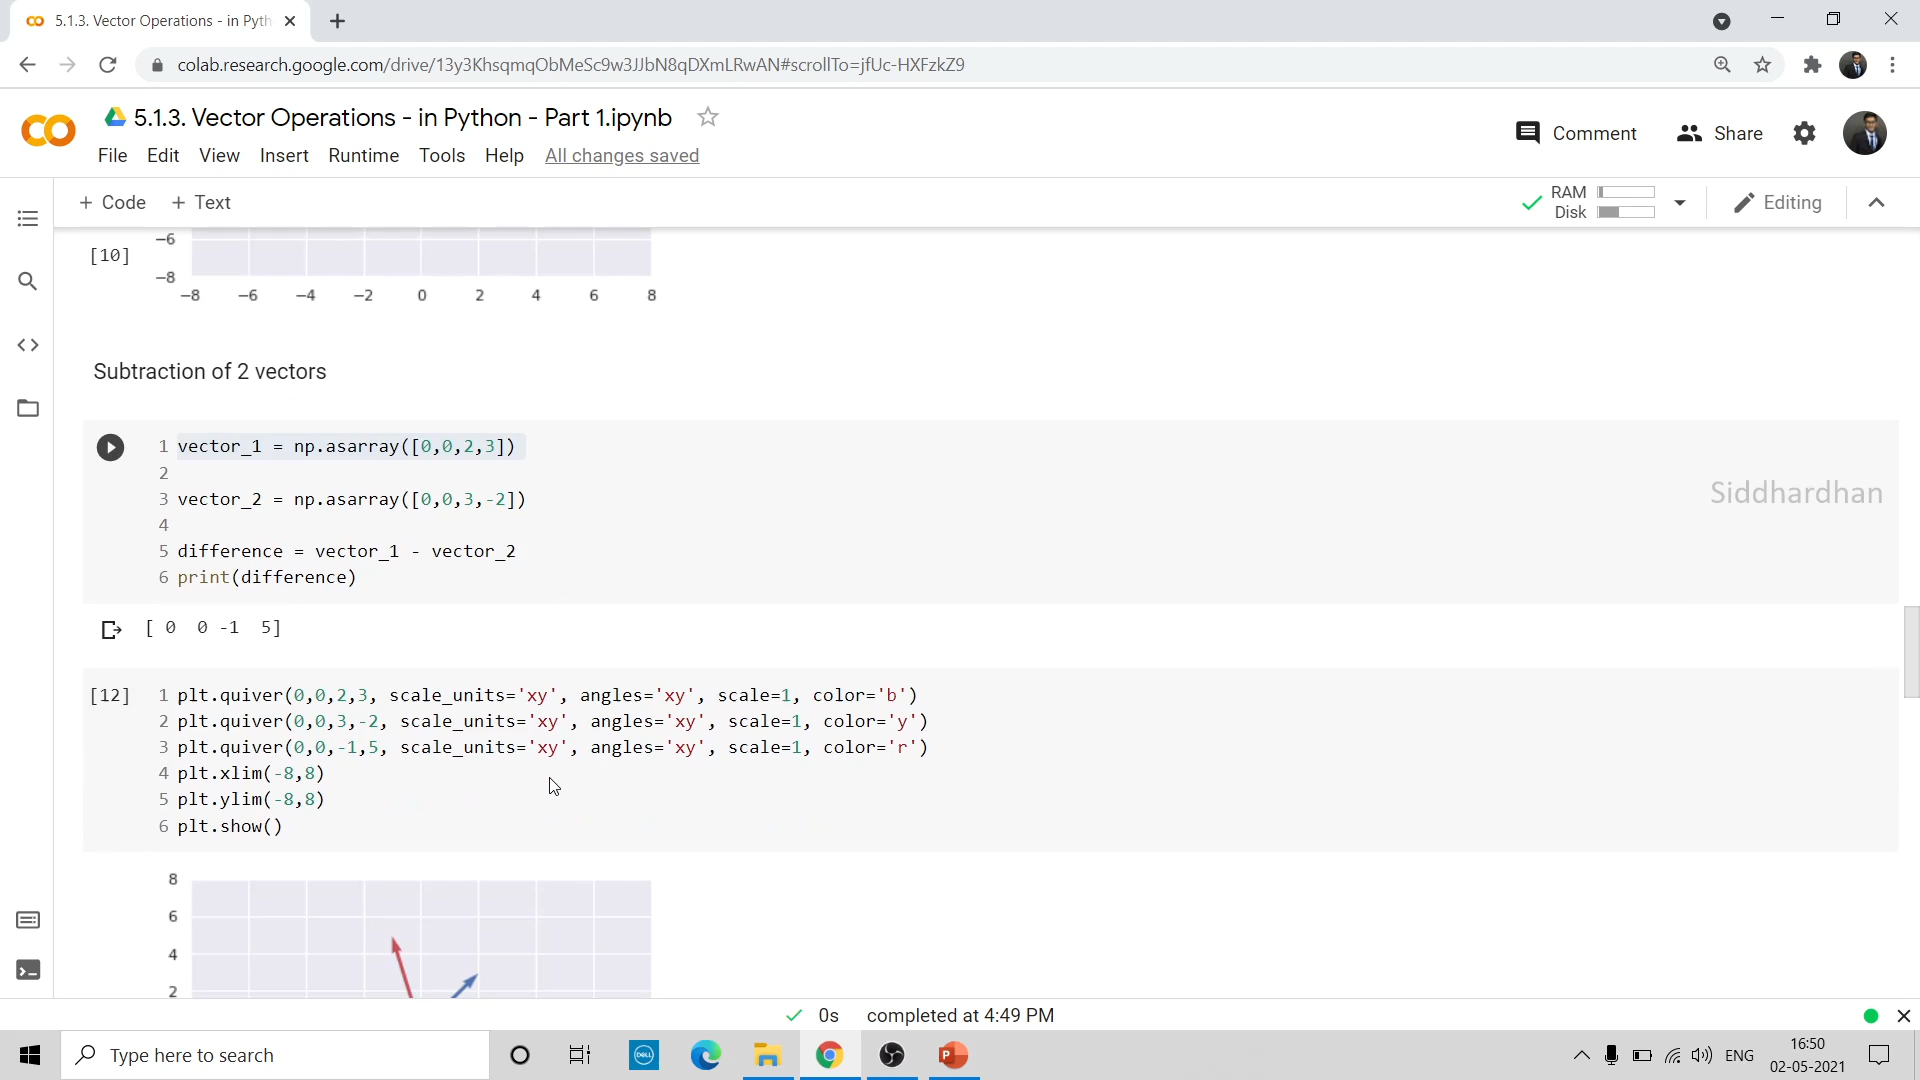 5.1.3. Vector Operations - in Pyth
colab.research.google.com/drive/13y3KhsqmqObMeSc9w3JJbN8qDXmLRwAN#scrollTo=jfUc-HXFzkZ9
5.1.3. Vector Operations - in Python - Part 1.ipynb
Comment
Share
File Edit View Insert Runtime Tools Help All changes saved
+ Code + Text
RAM
Disk
Editing
[10]
−6
−8
−8 −6 −4 −2 0 2 4 6 8
Subtraction of 2 vectors
1 vector_1 = np.asarray([0,0,2,3])
2
3 vector_2 = np.asarray([0,0,3,-2])
4
5 difference = vector_1 - vector_2
6 print(difference)
Siddhardhan
[ 0 0 -1 5]
[12]
1 plt.quiver(0,0,2,3, scale_units='xy', angles='xy', scale=1, color='b')
2 plt.quiver(0,0,3,-2, scale_units='xy', angles='xy', scale=1, color='y')
3 plt.quiver(0,0,-1,5, scale_units='xy', angles='xy', scale=1, color='r')
4 plt.xlim(-8,8)
5 plt.ylim(-8,8)
6 plt.show()
8
6
4
2
0s completed at 4:49 PM
Type here to search
DELL
P
ENG
16:50
02-05-2021